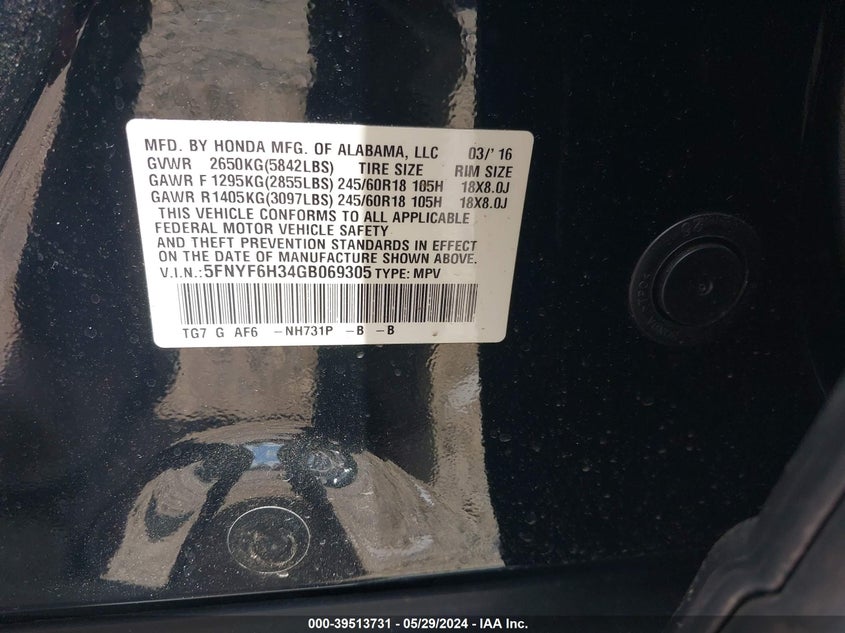 MFD. BY HONDA MFG. OF ALABAMA, LLC 03/' 16
GVWR 2650KG(5842LBS) TIRE SIZE RIM SIZE
GAWR F 1295KG(2855LBS) 245/60R18 105H 18X8.0J
GAWR R1405KG(3097LBS) 245/60R18 105H 18X8.0J
THIS VEHICLE CONFORMS TO ALL APPLICABLE
FEDERAL MOTOR VEHICLE SAFETY
AND THEFT PREVENTION STANDARDS IN EFFECT
ON THE DATE OF MANUFACTURE SHOWN ABOVE.
V.I.N.:5FNYF6H34GB069305 TYPE: MPV
TG7 G AF6 -NH731P -B -B
000-39513731 - 05/29/2024 - IAA Inc.